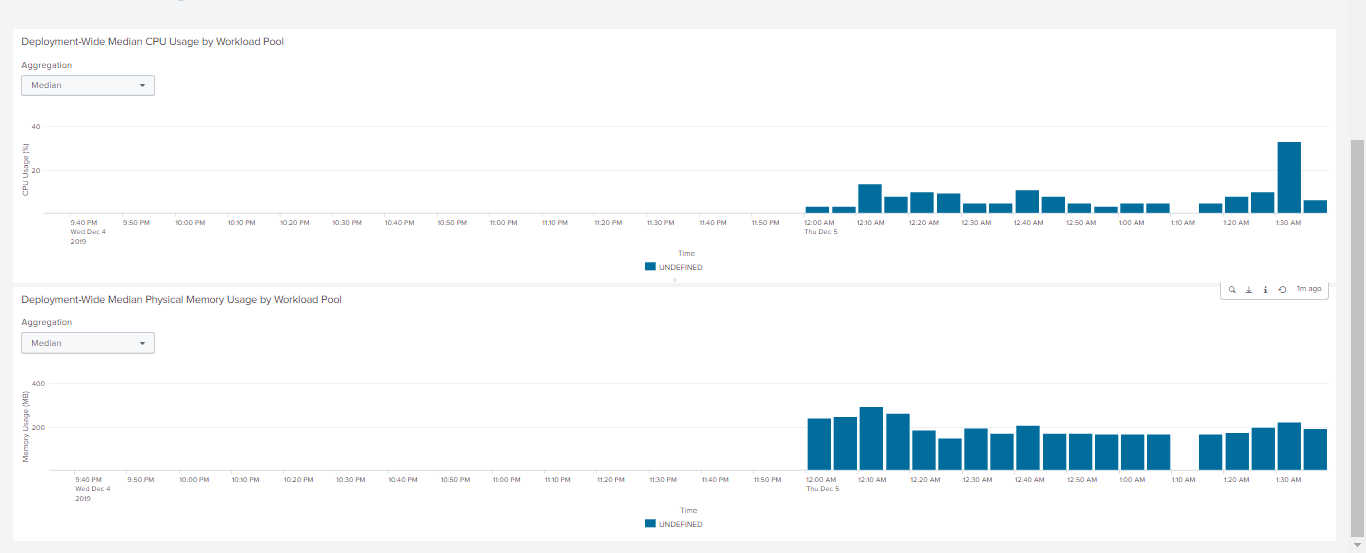 Deployment-Wide Median CPU Usage by Workload Pool
Aggregation
Median
40
20
CPU Usage (%)
9:40 PM 9:50 PM 10:00 PM 10:10 PM 10:20 PM 10:30 PM 10:40 PM 10:50 PM 11:00 PM 11:10 PM 11:20 PM 11:30 PM 11:40 PM 11:50 PM 12:00 AM 12:10 AM 12:20 AM 12:30 AM 12:40 AM 12:50 AM 1:00 AM 1:10 AM 1:20 AM 1:30 AM
Wed Dec 4 Thu Dec 5
2019
Time
UNDEFINED
Deployment-Wide Median Physical Memory Usage by Workload Pool
1m ago
Aggregation
Median
400
200
Memory Usage (MB)
9:40 PM 9:50 PM 10:00 PM 10:10 PM 10:20 PM 10:30 PM 10:40 PM 10:50 PM 11:00 PM 11:10 PM 11:20 PM 11:30 PM 11:40 PM 11:50 PM 12:00 AM 12:10 AM 12:20 AM 12:30 AM 12:40 AM 12:50 AM 1:00 AM 1:10 AM 1:20 AM 1:30 AM
Wed Dec 4 Thu Dec 5
2019
Time
UNDEFINED